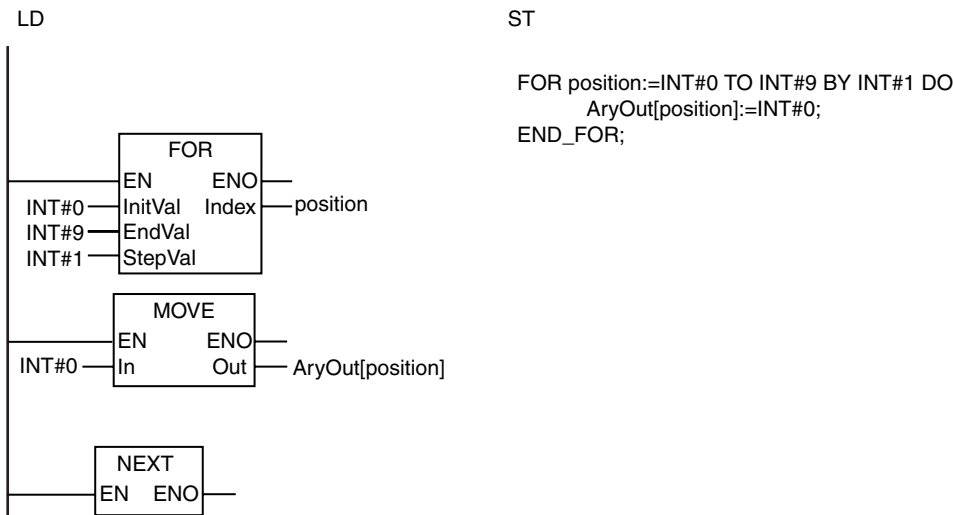 LD
ST
FOR position:=INT#0 TO INT#9 BY INT#1 DO
AryOut[position]:=INT#0;
END_FOR;
FOR
EN ENO
INT#0 InitVal Index position
INT#9 EndVal
INT#1 StepVal
MOVE
EN ENO
INT#0 In Out AryOut[position]
NEXT
EN ENO